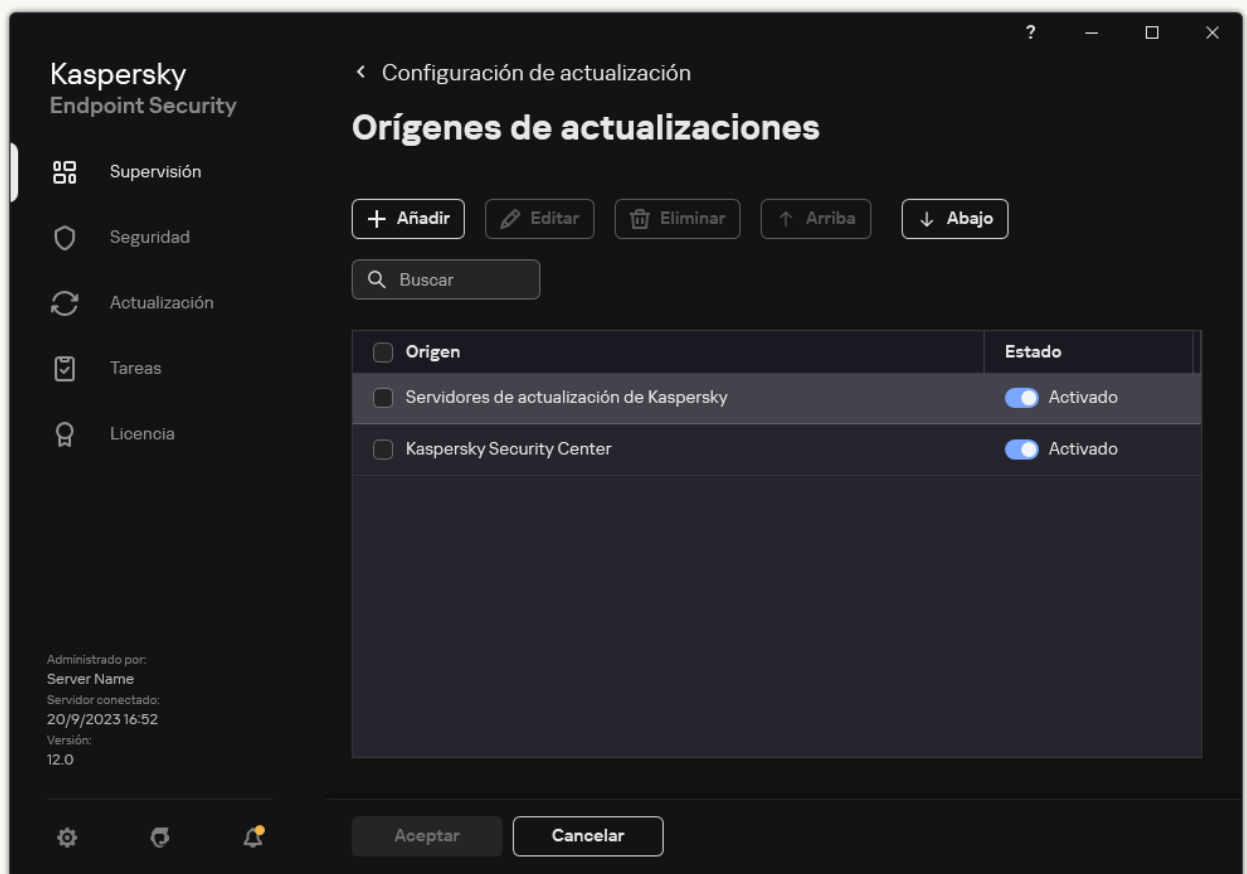 ?
Kaspersky
Endpoint Security
Supervisión
Seguridad
Actualización
Tareas
Licencia
Administrado por:
Server Name
Servidor conectado:
20/9/2023 16:52
Versión:
12.0
Configuración de actualización
Orígenes de actualizaciones
Añadir Editar Eliminar Arriba Abajo
Buscar
Origen Estado
Servidores de actualización de Kaspersky Activado
Kaspersky Security Center Activado
Aceptar Cancelar